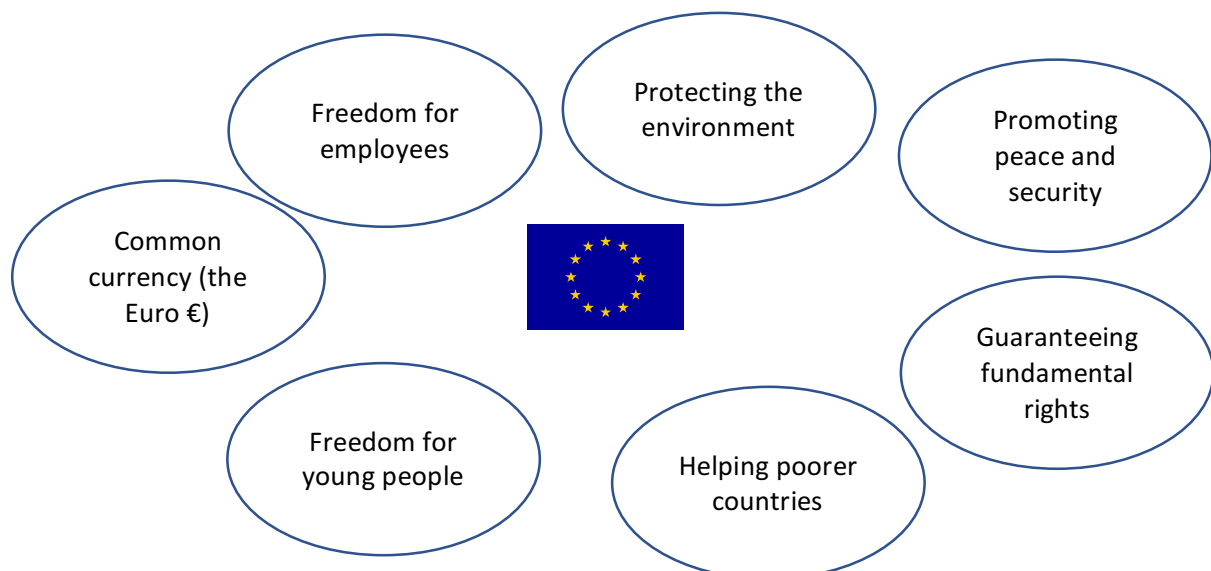 Freedom for
employees
Protecting the
environment
Promoting
peace and
security
Common
currency (the
Euro €)
Guaranteeing
fundamental
rights
Freedom for
young people
Helping poorer
countries